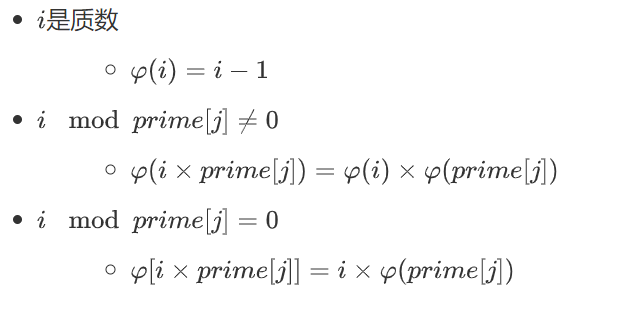 • i是质数
◦ φ(i) = i − 1
• i mod prime[j] ≠ 0
◦ φ(i × prime[j]) = φ(i) × φ(prime[j])
• i mod prime[j] = 0
◦ φ[i × prime[j]] = i × φ(prime[j])